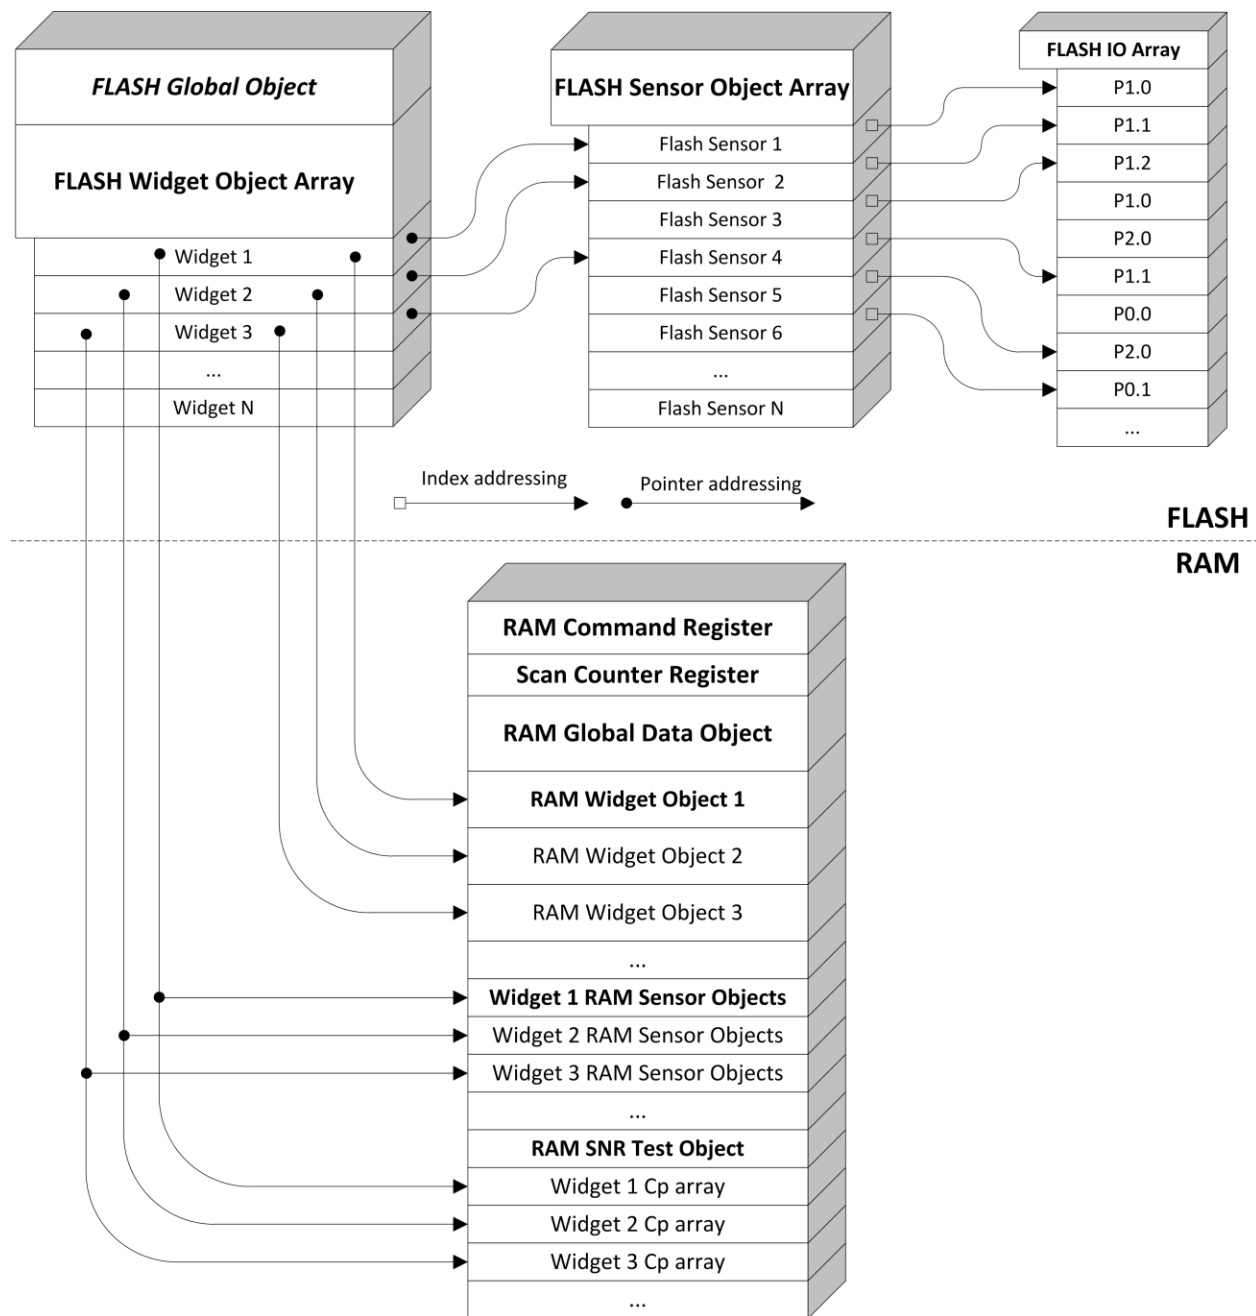 FLASH Global Object
FLASH Widget Object Array
Widget 1
Widget 2
Widget 3
...
Widget N
FLASH Sensor Object Array
Flash Sensor 1
Flash Sensor  2
Flash Sensor 3
Flash Sensor 4
Flash Sensor 5
Flash Sensor 6
...
Flash Sensor N
FLASH IO Array
P1.0
P1.1
P1.2
P1.0
P2.0
P1.1
P0.0
P2.0
P0.1
...
Index addressing
Pointer addressing
FLASH
RAM
RAM Command Register
Scan Counter Register
RAM Global Data Object
RAM Widget Object 1
RAM Widget Object 2
RAM Widget Object 3
...
Widget 1 RAM Sensor Objects
Widget 2 RAM Sensor Objects
Widget 3 RAM Sensor Objects
...
RAM SNR Test Object
Widget 1 Cp array
Widget 2 Cp array
Widget 3 Cp array
...